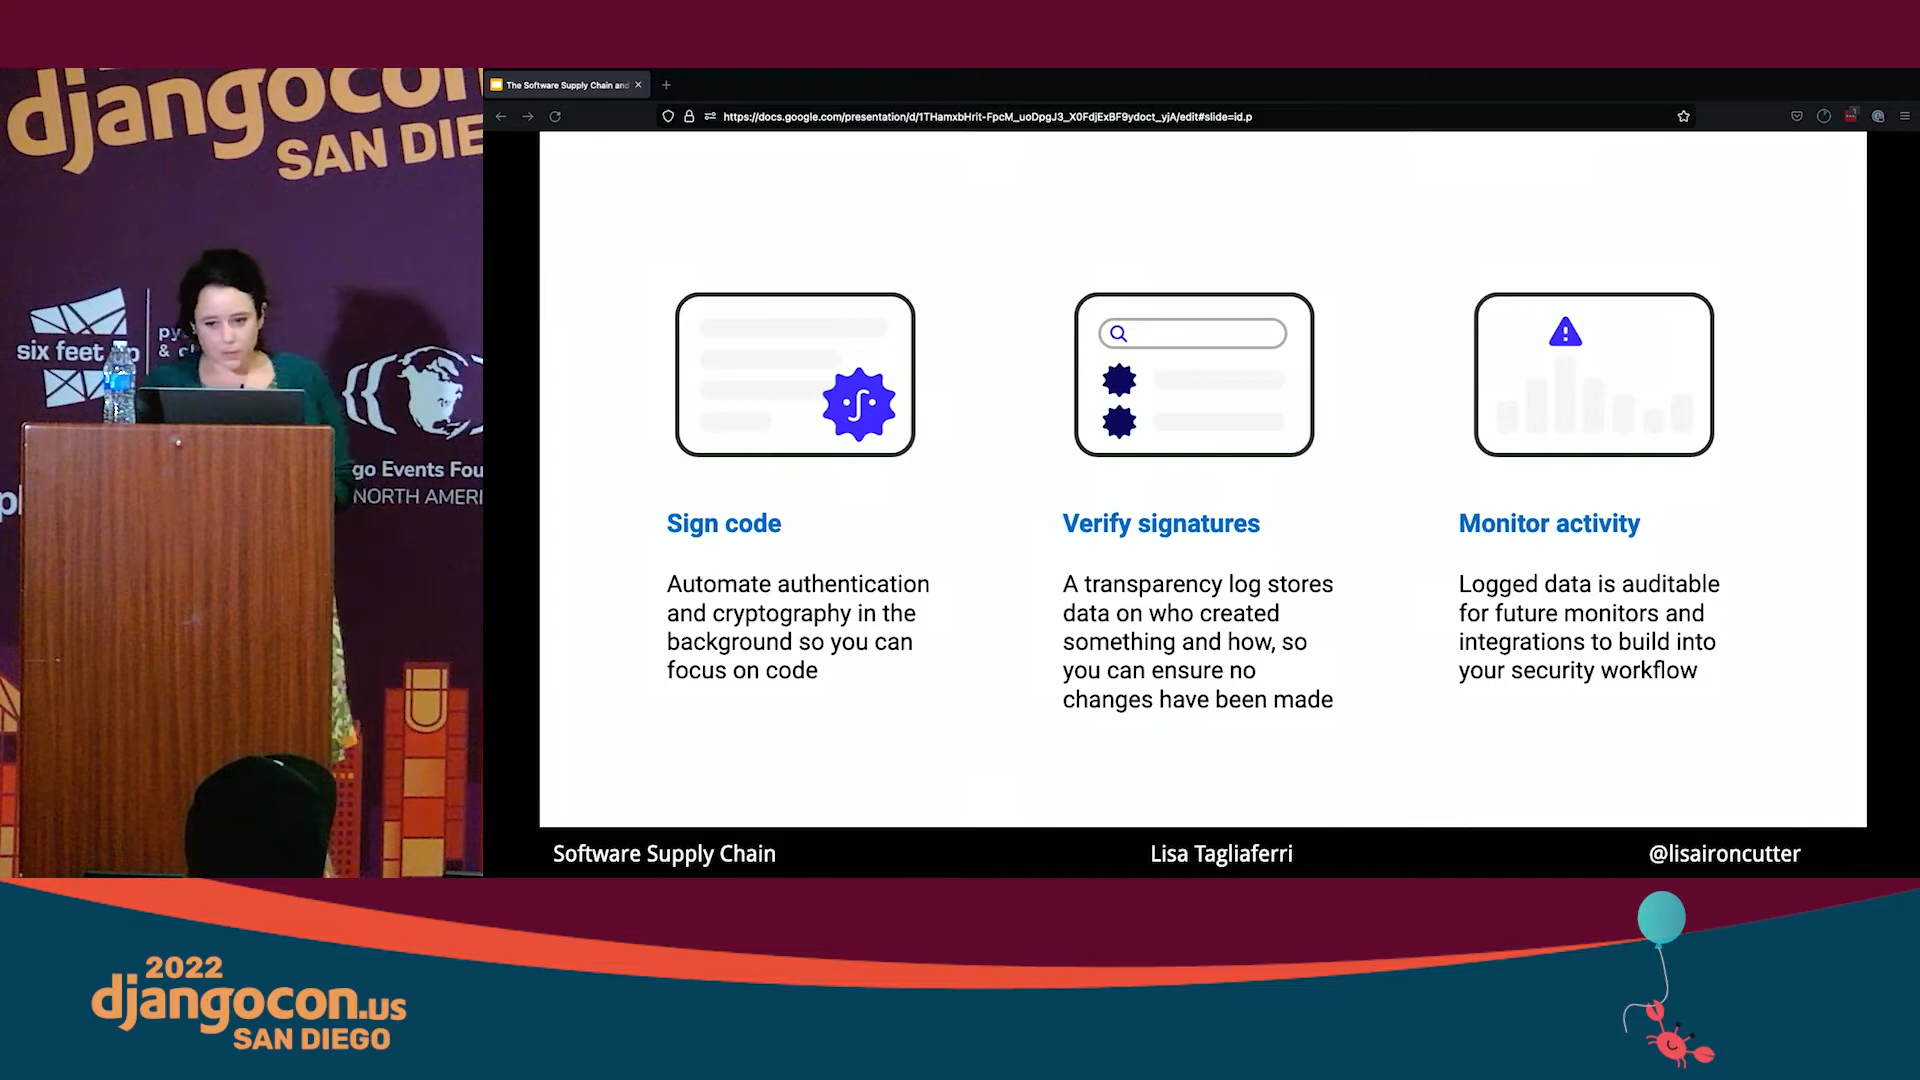 djangocon
SAN DIE
six feet up
py
& d
go Events Fou
NORTH AMERI
The Software Supply Chain and
https://docs.google.com/presentation/d/1THamxbHrit-FpcM_uoDpgJ3_X0FdjExBF9ydoct_yjA/edit#slide=id.p
Sign code
Automate authentication
and cryptography in the
background so you can
focus on code
Verify signatures
A transparency log stores
data on who created
something and how, so
you can ensure no
changes have been made
Monitor activity
Logged data is auditable
for future monitors and
integrations to build into
your security workflow
Software Supply Chain
Lisa Tagliaferri
@lisaironcutter
2022
djangocon.us
SAN DIEGO